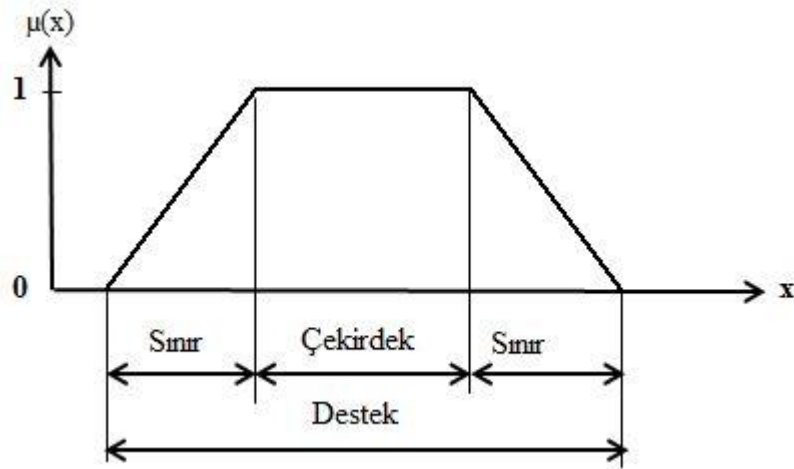 μ(x)
1
0
x
Sınır
Çekirdek
Sınır
Destek